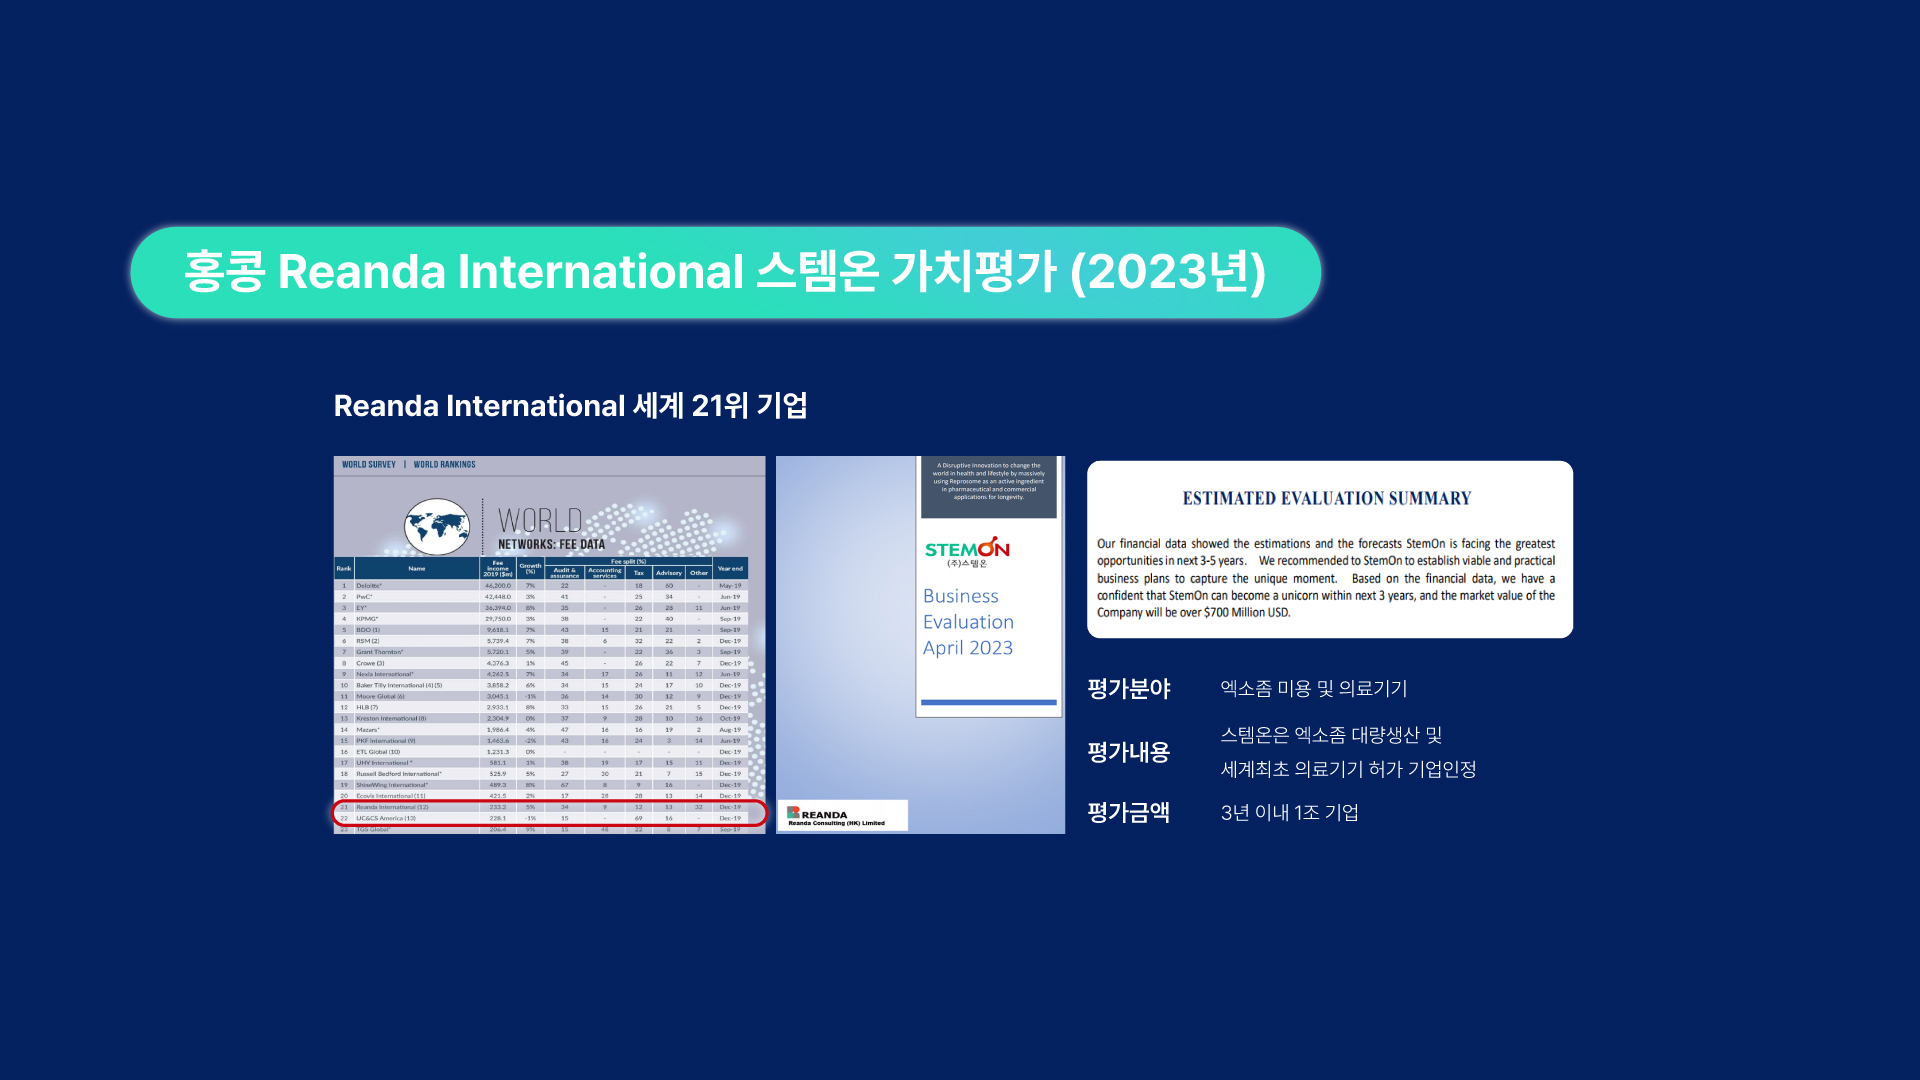 홍콩 Reanda International 스템온 가치평가 (2023년)
Reanda International 세계 21위 기업
WORLD SURVEY | WORLD RANKINGS
WORLD
NETWORKS: FEE DATA
Rank Name Fee income 2019 ($m) Growth (%) Fee split (%) Audit & assurance Accounting services Tax Advisory Other Year end
1 Deloitte* 46,200.0 7% 22 - 18 60 - May-19
2 PwC* 42,448.0 3% 41 - 25 34 - Jun-19
3 EY* 36,394.0 8% 35 - 26 28 11 Jun-19
4 KPMG* 29,750.0 3% 38 - 22 40 - Sep-19
5 BDO (1) 9,618.1 7% 43 15 21 21 - Sep-19
6 RSM (2) 5,739.4 7% 38 6 32 22 2 Dec-19
7 Grant Thornton* 5,720.1 5% 39 - 22 36 3 Sep-19
8 Crowe (3) 4,376.3 1% 45 - 26 22 7 Dec-19
9 Nexia International* 4,262.5 7% 34 17 26 11 12 Jun-19
10 Baker Tilly International (4) (5) 3,858.2 6% 34 15 24 17 10 Dec-19
11 Moore Global (6) 3,045.1 -1% 36 14 30 12 9 Dec-19
12 HLB (7) 2,933.1 8% 33 15 26 21 5 Dec-19
13 Kreston International (8) 2,304.9 0% 37 9 28 10 16 Oct-19
14 Mazars* 1,986.4 4% 47 16 16 19 2 Aug-19
15 PKF International (9) 1,463.6 -2% 43 16 24 3 14 Jun-19
16 ETL Global (10) 1,231.3 0% - - - - - Dec-19
17 UHY International * 581.1 1% 38 19 17 15 11 Dec-19
18 Russell Bedford International* 525.9 5% 27 30 21 7 15 Dec-19
19 ShineWing International* 489.3 8% 67 8 9 16 - Dec-19
20 Ecovis International (11) 421.5 2% 17 28 28 13 14 Dec-19
21 Reanda International (12) 233.2 5% 34 9 12 13 32 Dec-19
22 UC&CS America (13) 228.1 -1% 15 - 69 16 - Dec-19
23 TGS Global* 206.4 9% 15 48 22 8 7 Sep-19
A Disruptive Innovation to change the
world in health and lifestyle by massively
using Reprosome as an active ingredient
in pharmaceutical and commercial
applications for longevity.
STEMON
(주)스템온
Business
Evaluation
April 2023
REANDA
Reanda Consulting (HK) Limited
ESTIMATED EVALUATION SUMMARY
Our financial data showed the estimations and the forecasts StemOn is facing the greatest
opportunities in next 3-5 years. We recommended to StemOn to establish viable and practical
business plans to capture the unique moment. Based on the financial data, we have a
confident that StemOn can become a unicorn within next 3 years, and the market value of the
Company will be over $700 Million USD.
평가분야 엑소좀 미용 및 의료기기
평가내용 스템온은 엑소좀 대량생산 및
세계최초 의료기기 허가 기업인정
평가금액 3년 이내 1조 기업